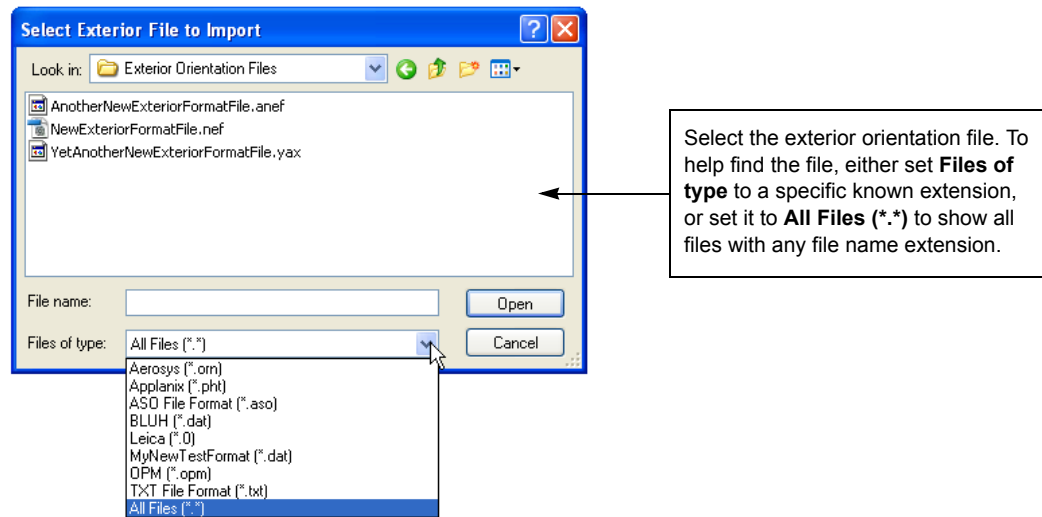 Select Exterior File to Import
Look in: Exterior Orientation Files
AnotherNewExteriorFormatFile.anef
NewExteriorFormatFile.nef
YetAnotherNewExteriorFormatFile.yax
File name:
Open
Files of type: All Files (*.*)
Cancel
Aerosys (*.orn)
Applanix (*.pht)
ASO File Format (*.aso)
BLUH (*.dat)
Leica (*.0)
MyNewTestFormat (*.dat)
OPM (*.opm)
TXT File Format (*.txt)
All Files (*.*)
Select the exterior orientation file. To
help find the file, either set Files of
type to a specific known extension,
or set it to All Files (*.*) to show all
files with any file name extension.